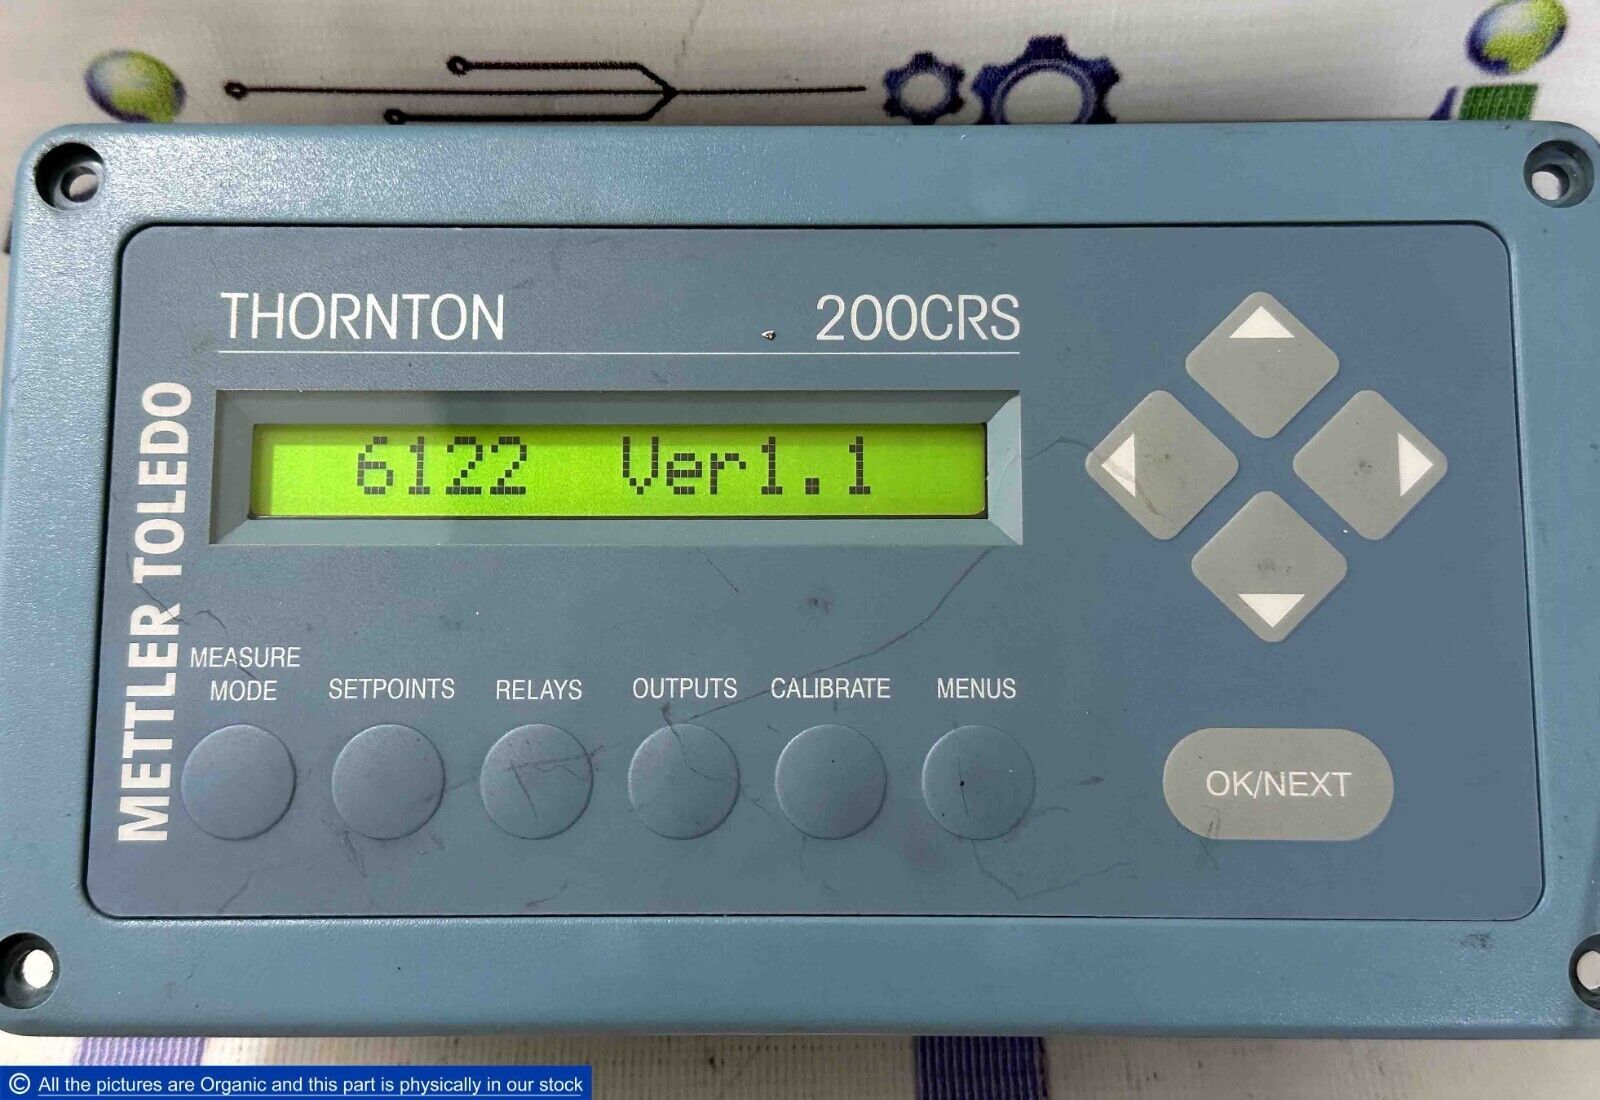 THORNTON 200CRS
METTLER TOLEDO
6122 Ver1.1
MEASURE
MODE SETPOINTS RELAYS OUTPUTS CALIBRATE MENUS
OK/NEXT
© All the pictures are Organic and this part is physically in our stock